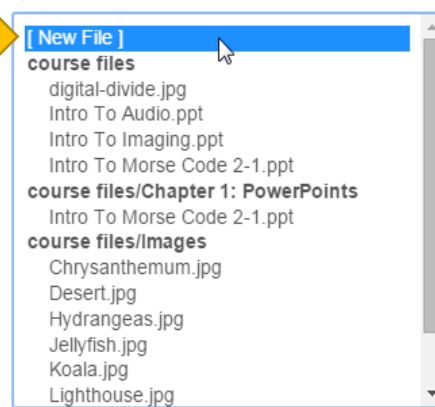 [ New File ]
course files
digital-divide.jpg
Intro To Audio.ppt
Intro To Imaging.ppt
Intro To Morse Code 2-1.ppt
course files/Chapter 1: PowerPoints
Intro To Morse Code 2-1.ppt
course files/Images
Chrysanthemum.jpg
Desert.jpg
Hydrangeas.jpg
Jellyfish.jpg
Koala.jpg
Lighthouse.jpg